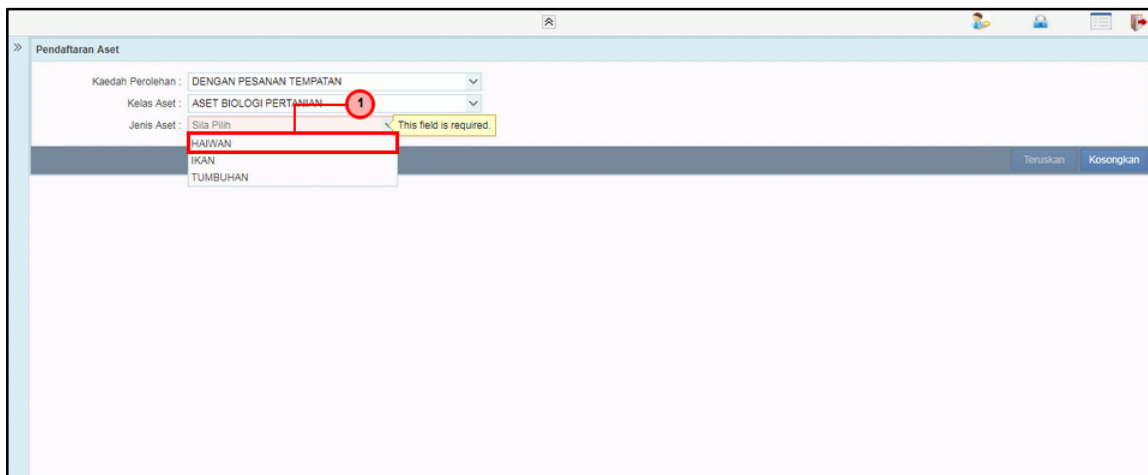 Pendaftaran Aset
Kaedah Perolehan : DENGAN PESANAN TEMPATAN
Kelas Aset : ASET BIOLOGI PERTANIAN 1
Jenis Aset : Sila Pilih This field is required.
HAIWAN
IKAN
TUMBUHAN
Teruskan Kosongkan